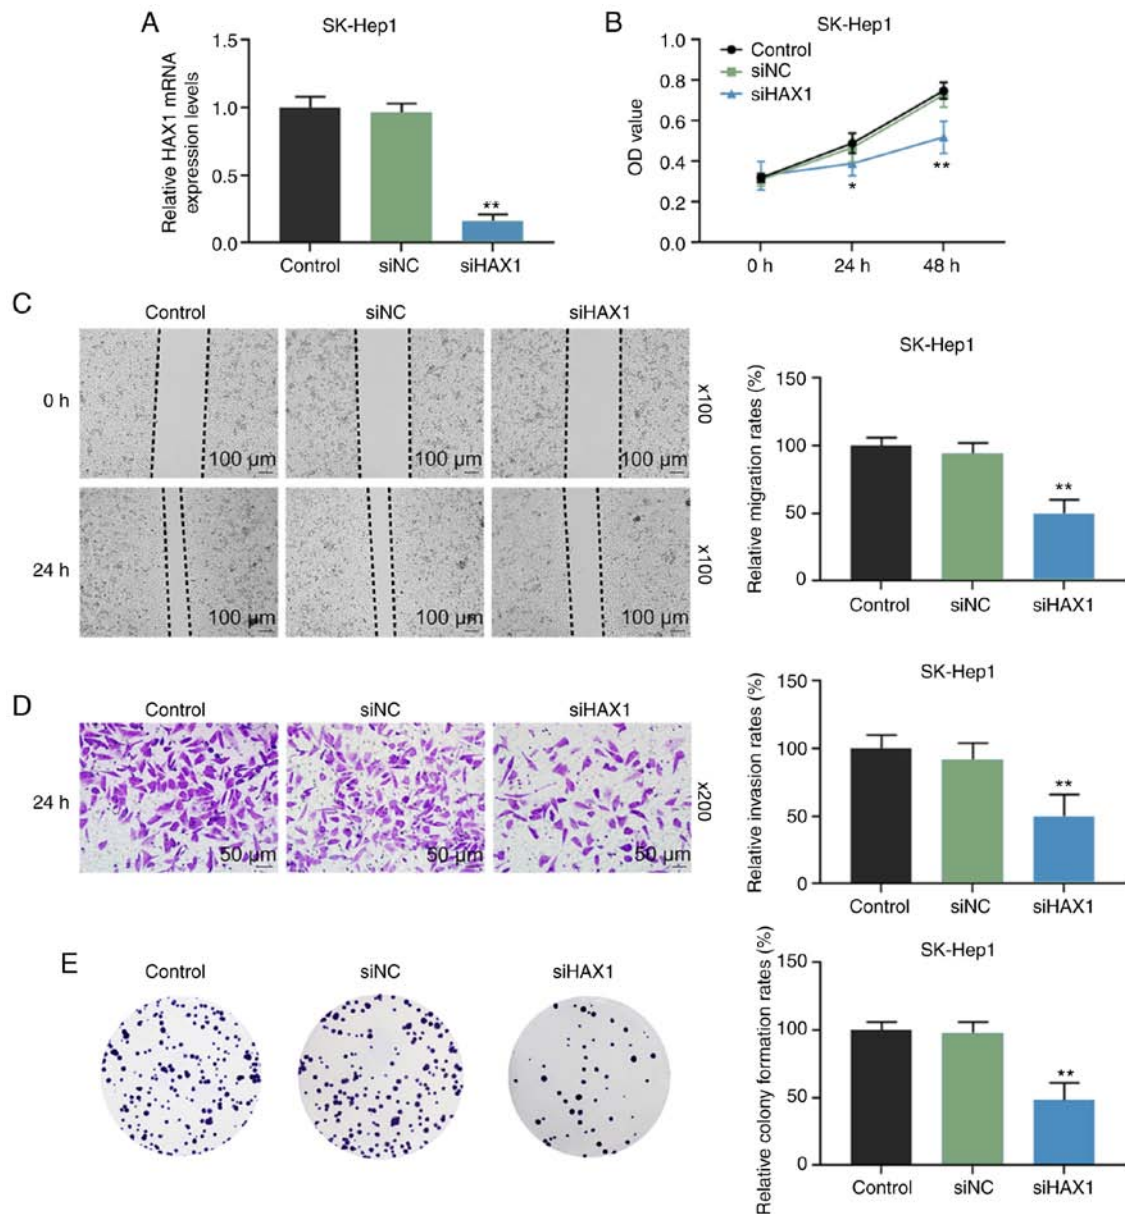 A
SK-Hep1
Relative HAX1 mRNA
expression levels
1.5
1.0
0.5
0.0
**
Control
siNC
siHAX1
B
SK-Hep1
Control
siNC
siHAX1
OD value
1.0
0.8
0.6
0.4
0.2
0.0
*
**
0 h
24 h
48 h
C
Control
siNC
siHAX1
0 h
100 µm
100 µm
100 µm
x100
24 h
100 µm
100 µm
100 µm
x100
SK-Hep1
Relative migration rates (%)
150
100
50
0
**
Control
siNC
siHAX1
D
Control
siNC
siHAX1
24 h
50 µm
50 µm
50 µm
x200
SK-Hep1
Relative invasion rates (%)
150
100
50
0
**
Control
siNC
siHAX1
E
Control
siNC
siHAX1
SK-Hep1
Relative colony formation rates (%)
150
100
50
0
**
Control
siNC
siHAX1